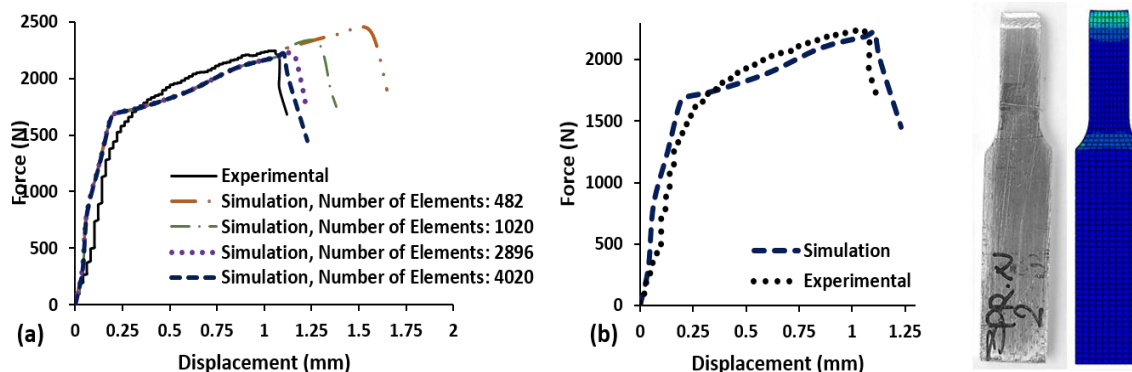 2500
2000
1500
1000
500
0
Force (N)
Experimental
Simulation, Number of Elements: 482
Simulation, Number of Elements: 1020
Simulation, Number of Elements: 2896
Simulation, Number of Elements: 4020
0 0.25 0.5 0.75 1 1.25 1.5 1.75 2
(a)
Displacement (mm)
2000
1500
1000
500
0
Force (N)
Simulation
Experimental
0 0.25 0.5 0.75 1 1.25
(b)
Displacement (mm)
2